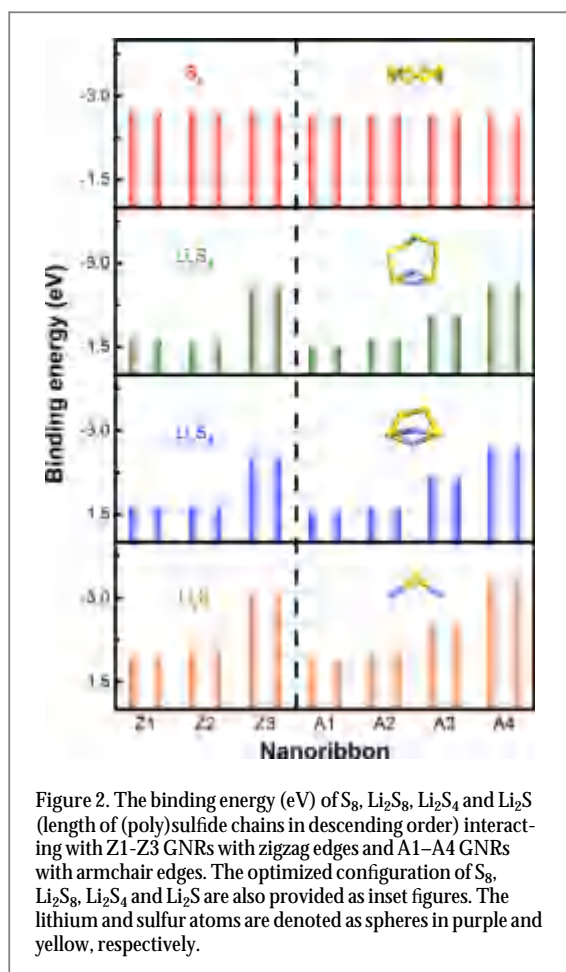 S₈
-3.0
-1.5
Li₂S₈
-3.0
1.5
Binding energy (eV)
Li₂S₄
-3.0
1.5
Li₂S
-3.0
1.5
Z1 Z2 Z3 A1 A2 A3 A4
Nanoribbon
Figure 2. The binding energy (eV) of S₈, Li₂S₈, Li₂S₄ and Li₂S
(length of (poly)sulfide chains in descending order) interact-
ing with Z1-Z3 GNRs with zigzag edges and A1–A4 GNRs
with armchair edges. The optimized configuration of S₈,
Li₂S₈, Li₂S₄ and Li₂S are also provided as inset figures. The
lithium and sulfur atoms are denoted as spheres in purple and
yellow, respectively.